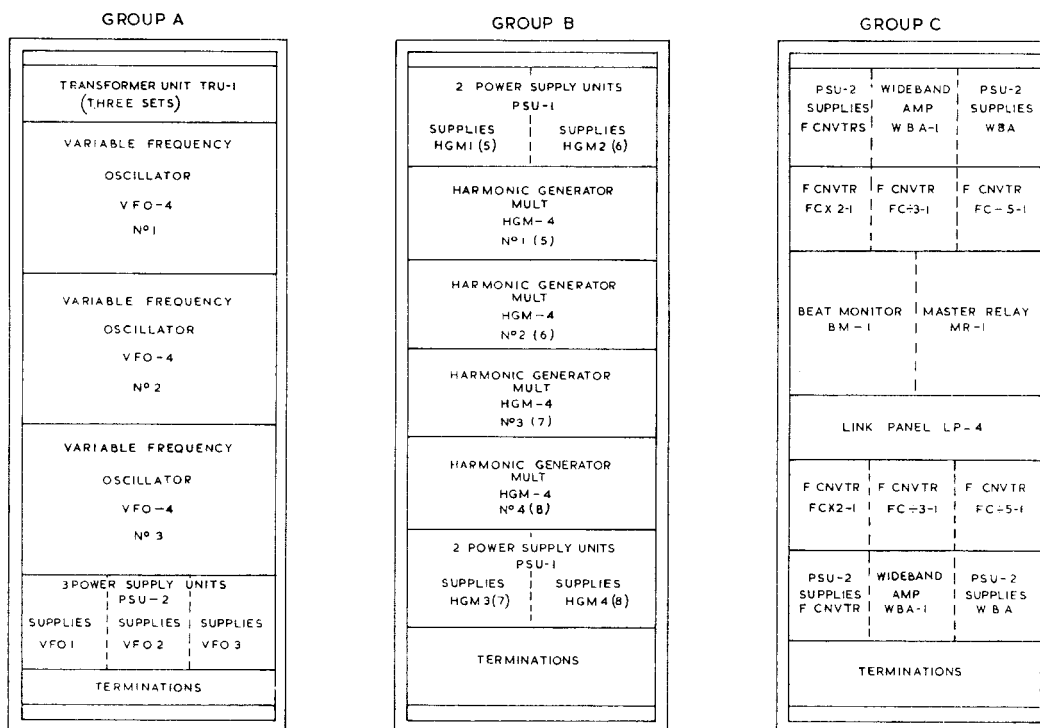 GROUP A
TRANSFORMER UNIT TRU-1
(THREE SETS)
VARIABLE FREQUENCY
OSCILLATOR
VFO-4
Nº 1
VARIABLE FREQUENCY
OSCILLATOR
VFO-4
Nº 2
VARIABLE FREQUENCY
OSCILLATOR
VFO-4
Nº 3
3 POWER SUPPLY UNITS
PSU-2
SUPPLIES SUPPLIES SUPPLIES
VFO 1 VFO 2 VFO 3
TERMINATIONS
GROUP B
2 POWER SUPPLY UNITS
PSU-1
SUPPLIES SUPPLIES
HGM1 (5) HGM2 (6)
HARMONIC GENERATOR
MULT
HGM-4
Nº 1 (5)
HARMONIC GENERATOR
MULT
HGM-4
Nº 2 (6)
HARMONIC GENERATOR
MULT
HGM-4
Nº 3 (7)
HARMONIC GENERATOR
MULT
HGM-4
Nº 4 (8)
2 POWER SUPPLY UNITS
PSU-1
SUPPLIES SUPPLIES
HGM 3 (7) HGM 4 (8)
TERMINATIONS
GROUP C
PSU-2 WIDEBAND PSU-2
SUPPLIES AMP SUPPLIES
F CNVTRS WBA-1 WBA
F CNVTR F CNVTR F CNVTR
FCX 2-1 FC÷3-1 FC÷5-1
BEAT MONITOR MASTER RELAY
BM-1 MR-1
LINK PANEL LP-4
F CNVTR F CNVTR F CNVTR
FCX2-1 FC÷3-1 FC÷5-1
PSU-2 WIDEBAND PSU-2
SUPPLIES AMP SUPPLIES
F CNVTR WBA-1 WBA
TERMINATIONS